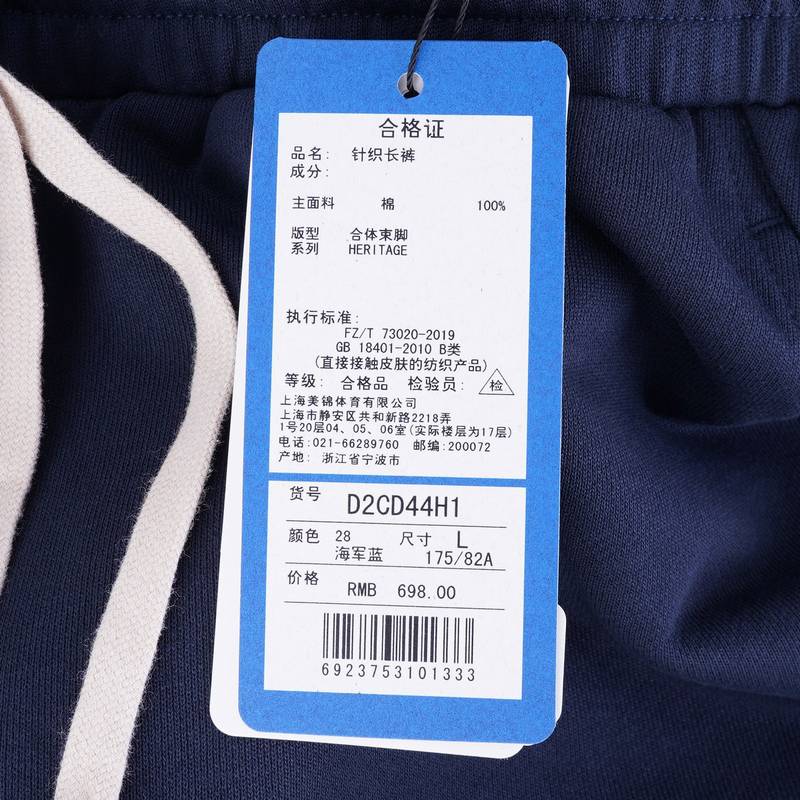 合格证
品名: 针织长裤
成分:
主面料 棉 100%
版型 合体束脚
系列 HERITAGE
执行标准:
FZ/T 73020-2019
GB 18401-2010 B类
(直接接触皮肤的纺织产品)
等级: 合格品 检验员: 检
上海美锦体育有限公司
上海市静安区共和新路2218弄
1号20层04、05、06室(实际楼层为17层)
电话:021-66289760 邮编:200072
产地: 浙江省宁波市
货号 D2CD44H1
颜色 28 尺寸 L
海军蓝 175/82A
价格 RMB 698.00
6923753101333